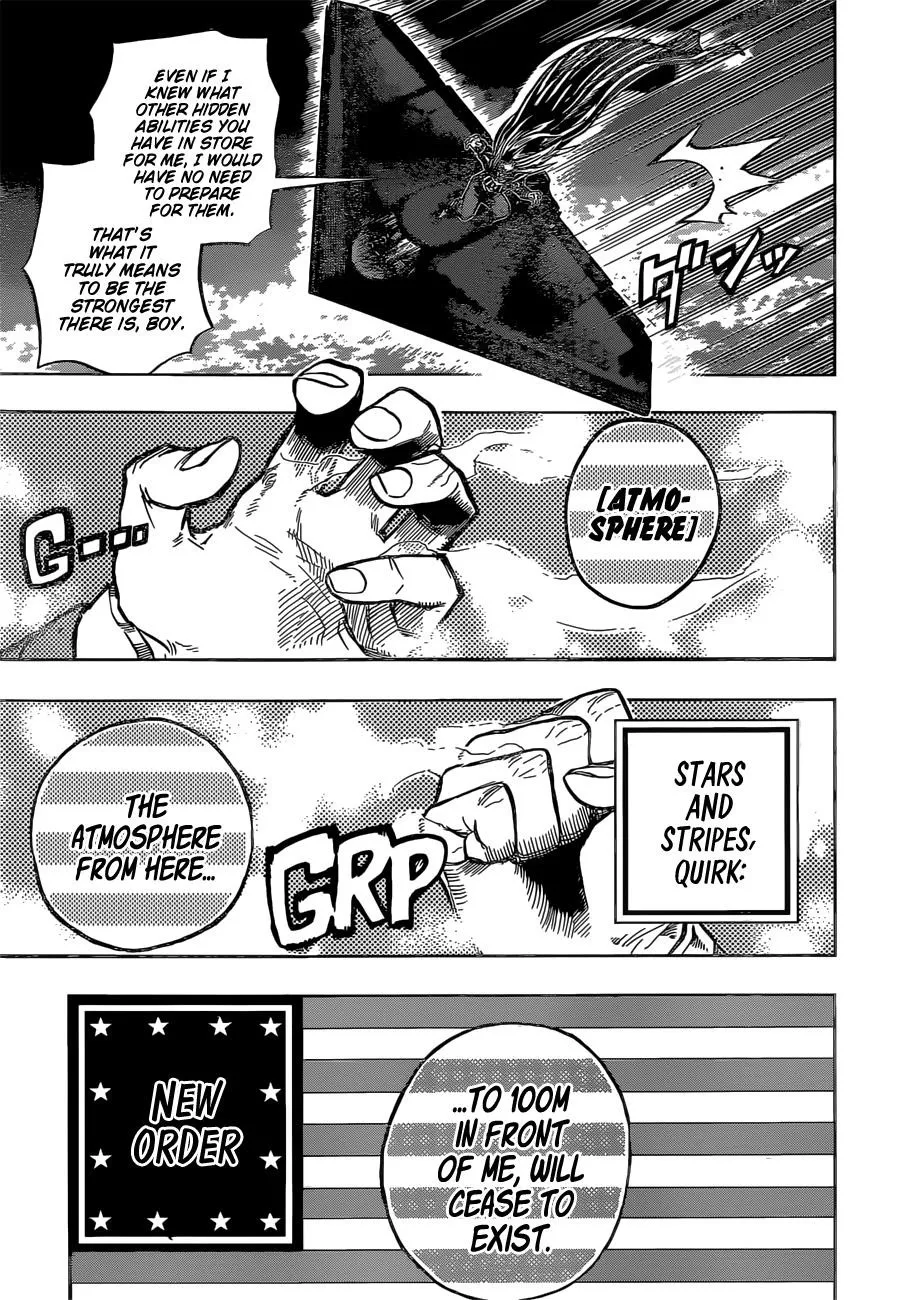 EVEN IF I
KNEW WHAT
OTHER HIDDEN
ABILITIES YOU
HAVE IN STORE
FOR ME, I WOULD
HAVE NO NEED
TO PREPARE
FOR THEM.
THAT'S
WHAT IT
TRULY MEANS
TO BE THE
STRONGEST
THERE IS, BOY.
ダンッ
[ATMO-
SPHERE]
G....
STARS
AND
STRIPES,
QUIRK:
THE
ATMOSPHERE
FROM HERE...
GRP
NEW
ORDER
...TO 100M
IN FRONT
OF ME, WILL
CEASE TO
EXIST.